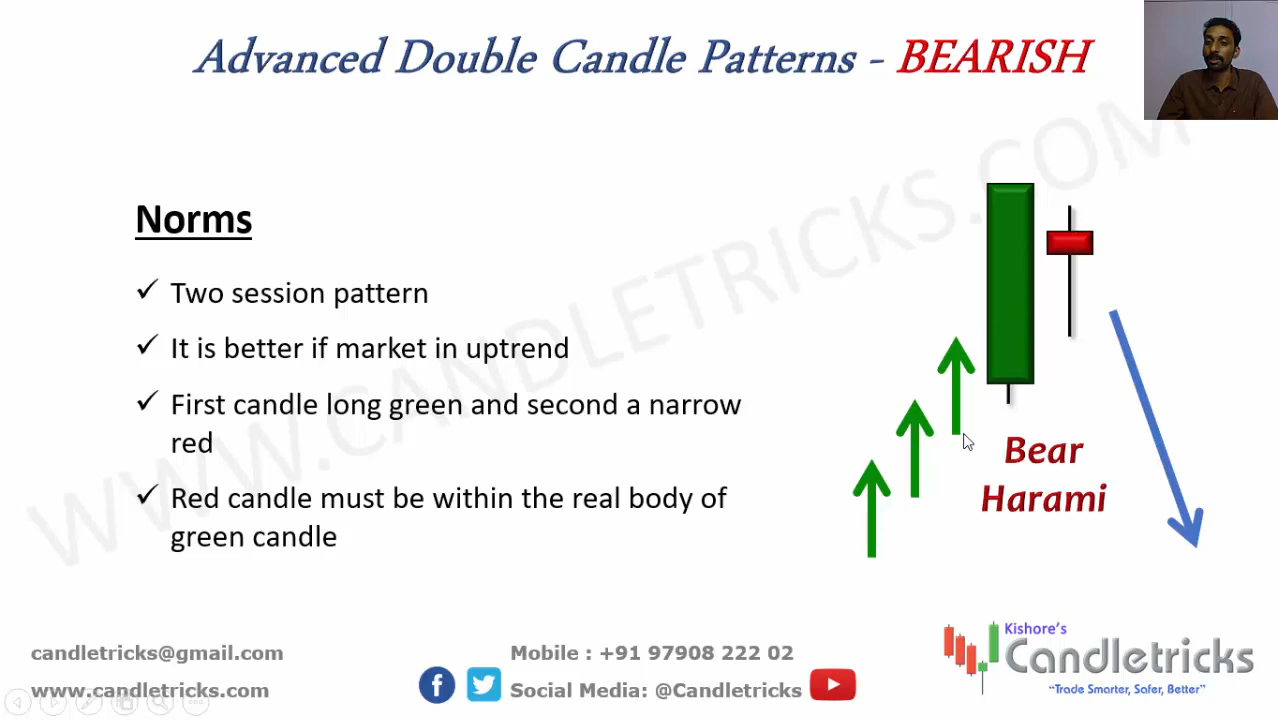 Advanced Double Candle Patterns - BEARISH
WWW.CANDLETRICKS.COM
Norms
✓ Two session pattern
✓ It is better if market in uptrend
✓ First candle long green and second a narrow
red
✓ Red candle must be within the real body of
green candle
Bear
Harami
candletricks@gmail.com
www.candletricks.com
Mobile : +91 97908 222 02
Social Media: @Candletricks
Kishore's
Candletricks
“Trade Smarter, Safer, Better”